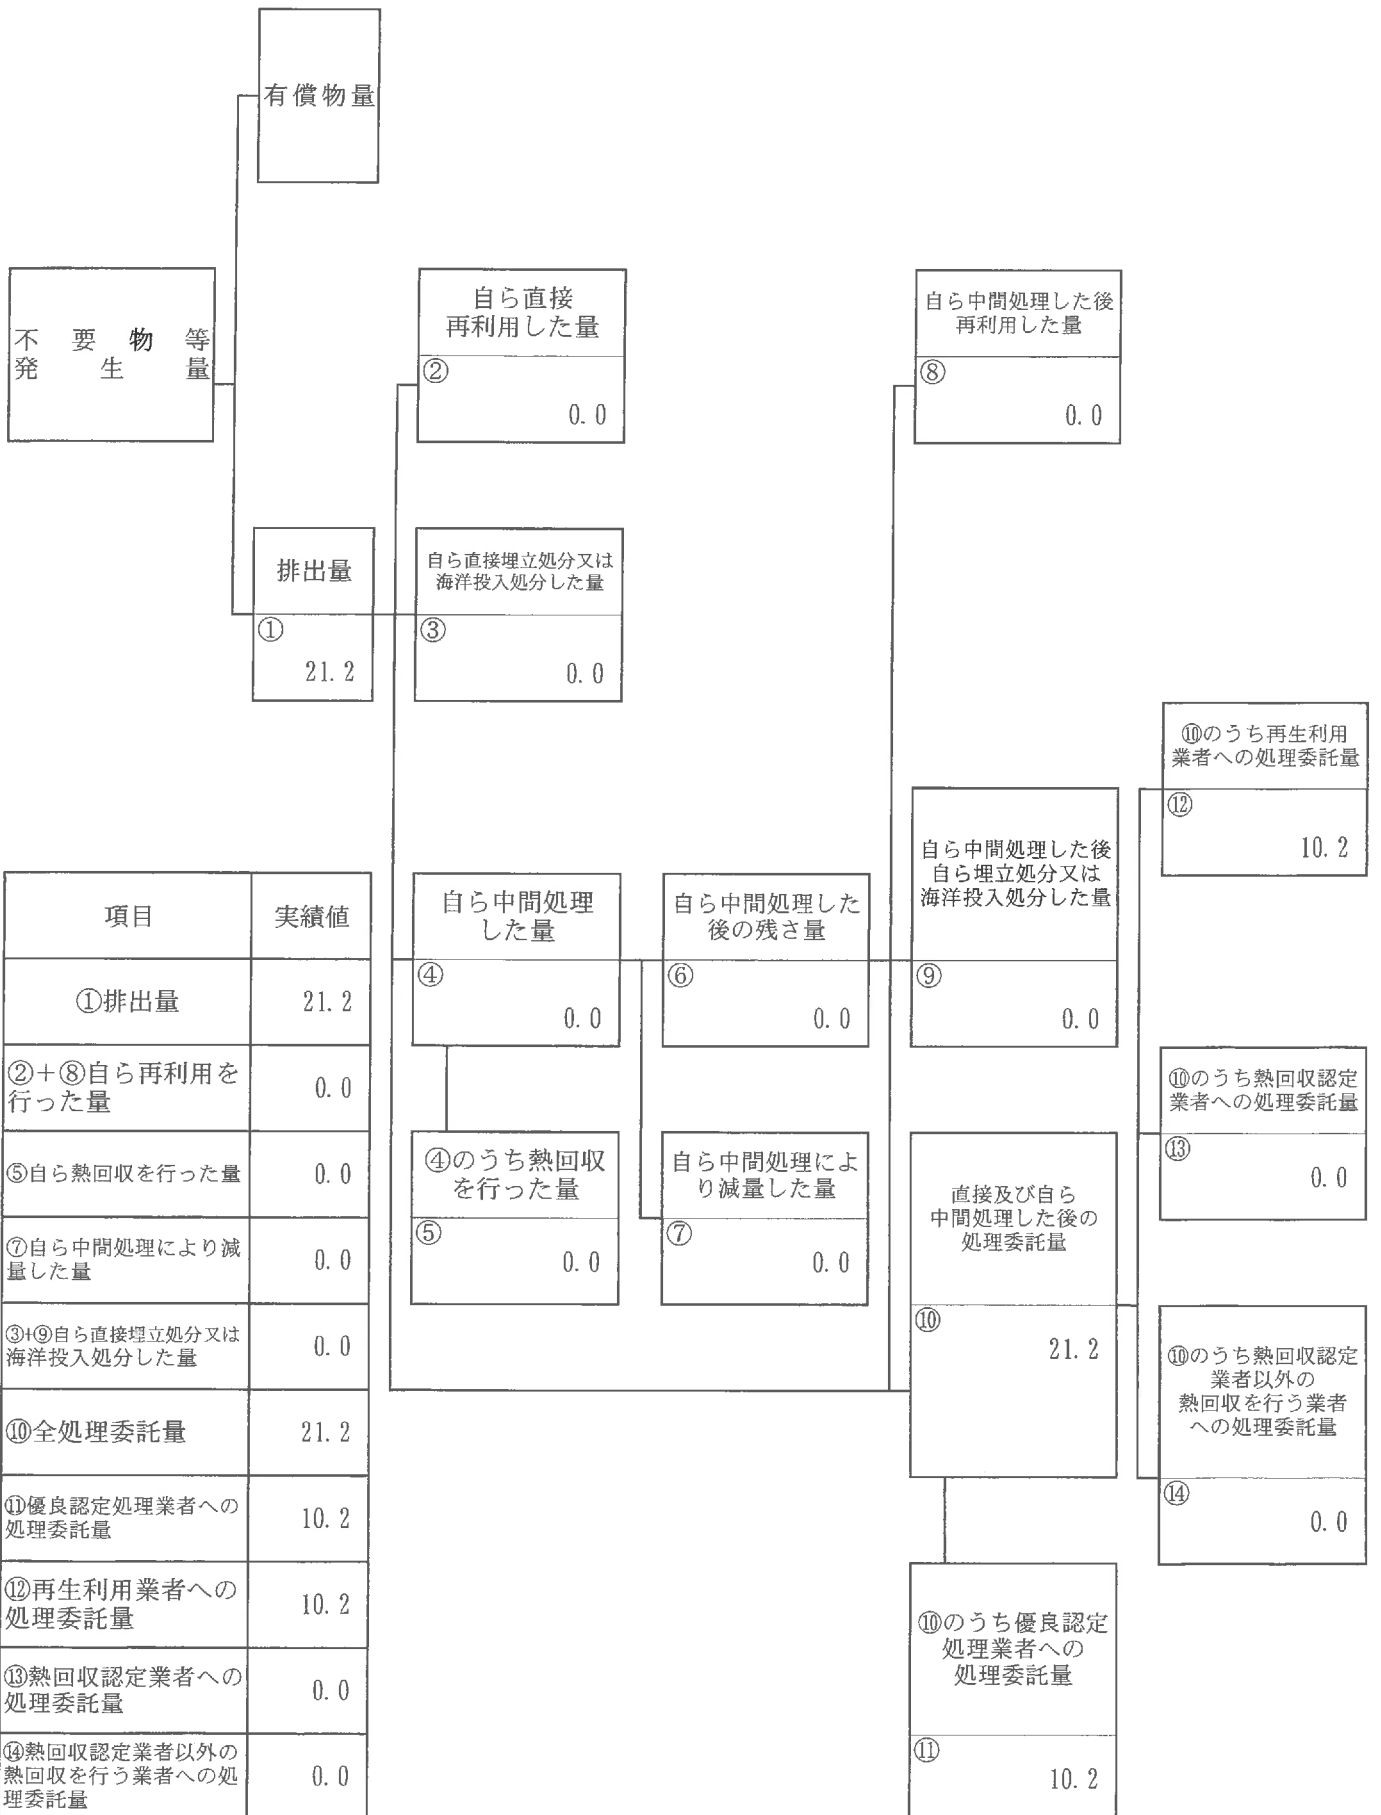 有償物量
不要物等
発生量
自ら直接
再利用した量
②
0.0
自ら中間処理した後
再利用した量
⑧
0.0
排出量
①
21.2
自ら直接埋立処分又は
海洋投入処分した量
③
0.0
⑩のうち再生利用
業者への処理委託量
⑫
10.2
自ら中間処理した後
自ら埋立処分又は
海洋投入処分した量
⑨
0.0
自ら中間処理
した量
④
0.0
自ら中間処理した
後の残さ量
⑥
0.0
⑩のうち熱回収認定
業者への処理委託量
⑬
0.0
④のうち熱回収
を行った量
⑤
0.0
自ら中間処理によ
り減量した量
⑦
0.0
直接及び自ら
中間処理した後の
処理委託量
⑩
21.2
⑩のうち熱回収認定
業者以外の
熱回収を行う業者
への処理委託量
⑭
0.0
⑩のうち優良認定
処理業者への
処理委託量
⑪
10.2
項目 実績値
①排出量 21.2
②+⑧自ら再利用を
行った量 0.0
⑤自ら熱回収を行った量 0.0
⑦自ら中間処理により減
量した量 0.0
③+⑨自ら直接埋立処分又は
海洋投入処分した量 0.0
⑩全処理委託量 21.2
⑪優良認定処理業者への
処理委託量 10.2
⑫再生利用業者への
処理委託量 10.2
⑬熱回収認定業者への
処理委託量 0.0
⑭熱回収認定業者以外の
熱回収を行う業者への処
理委託量 0.0